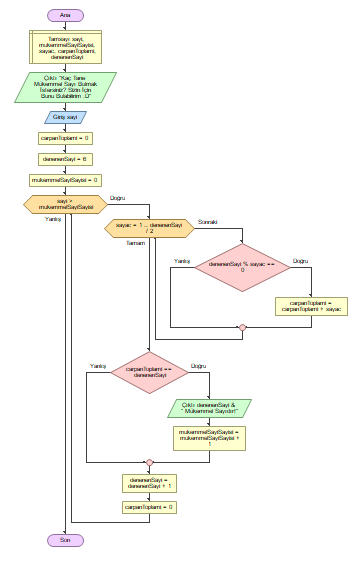 Ana
Tamsayı sayi,
mukemmelSayiSayisi,
sayac, carpanToplami,
denenenSayi
Çıktı "Kaç Tane
Mükemmel Sayı Bulmak
İstersiniz? Sizin İçin
Bunu Bulabilirim ..."
Giriş sayi
carpanToplami = 0
denenenSayi = 6
mukemmelSayiSayisi = 0
sayi >
mukemmelSayiSayisi
Doğru
Yanlış
sayac = 1 ... denenenSayi
/ 2
Sonraki
Tamam
denenenSayi % sayac ==
0
Yanlış
Doğru
carpanToplami =
carpanToplami + sayac
carpanToplami ==
denenenSayi
Yanlış
Doğru
Çıktı denenenSayi &
" Mükemmel Sayıdır!"
mukemmelSayiSayisi =
mukemmelSayiSayisi +
1
denenenSayi =
denenenSayi + 1
carpanToplami = 0
Son